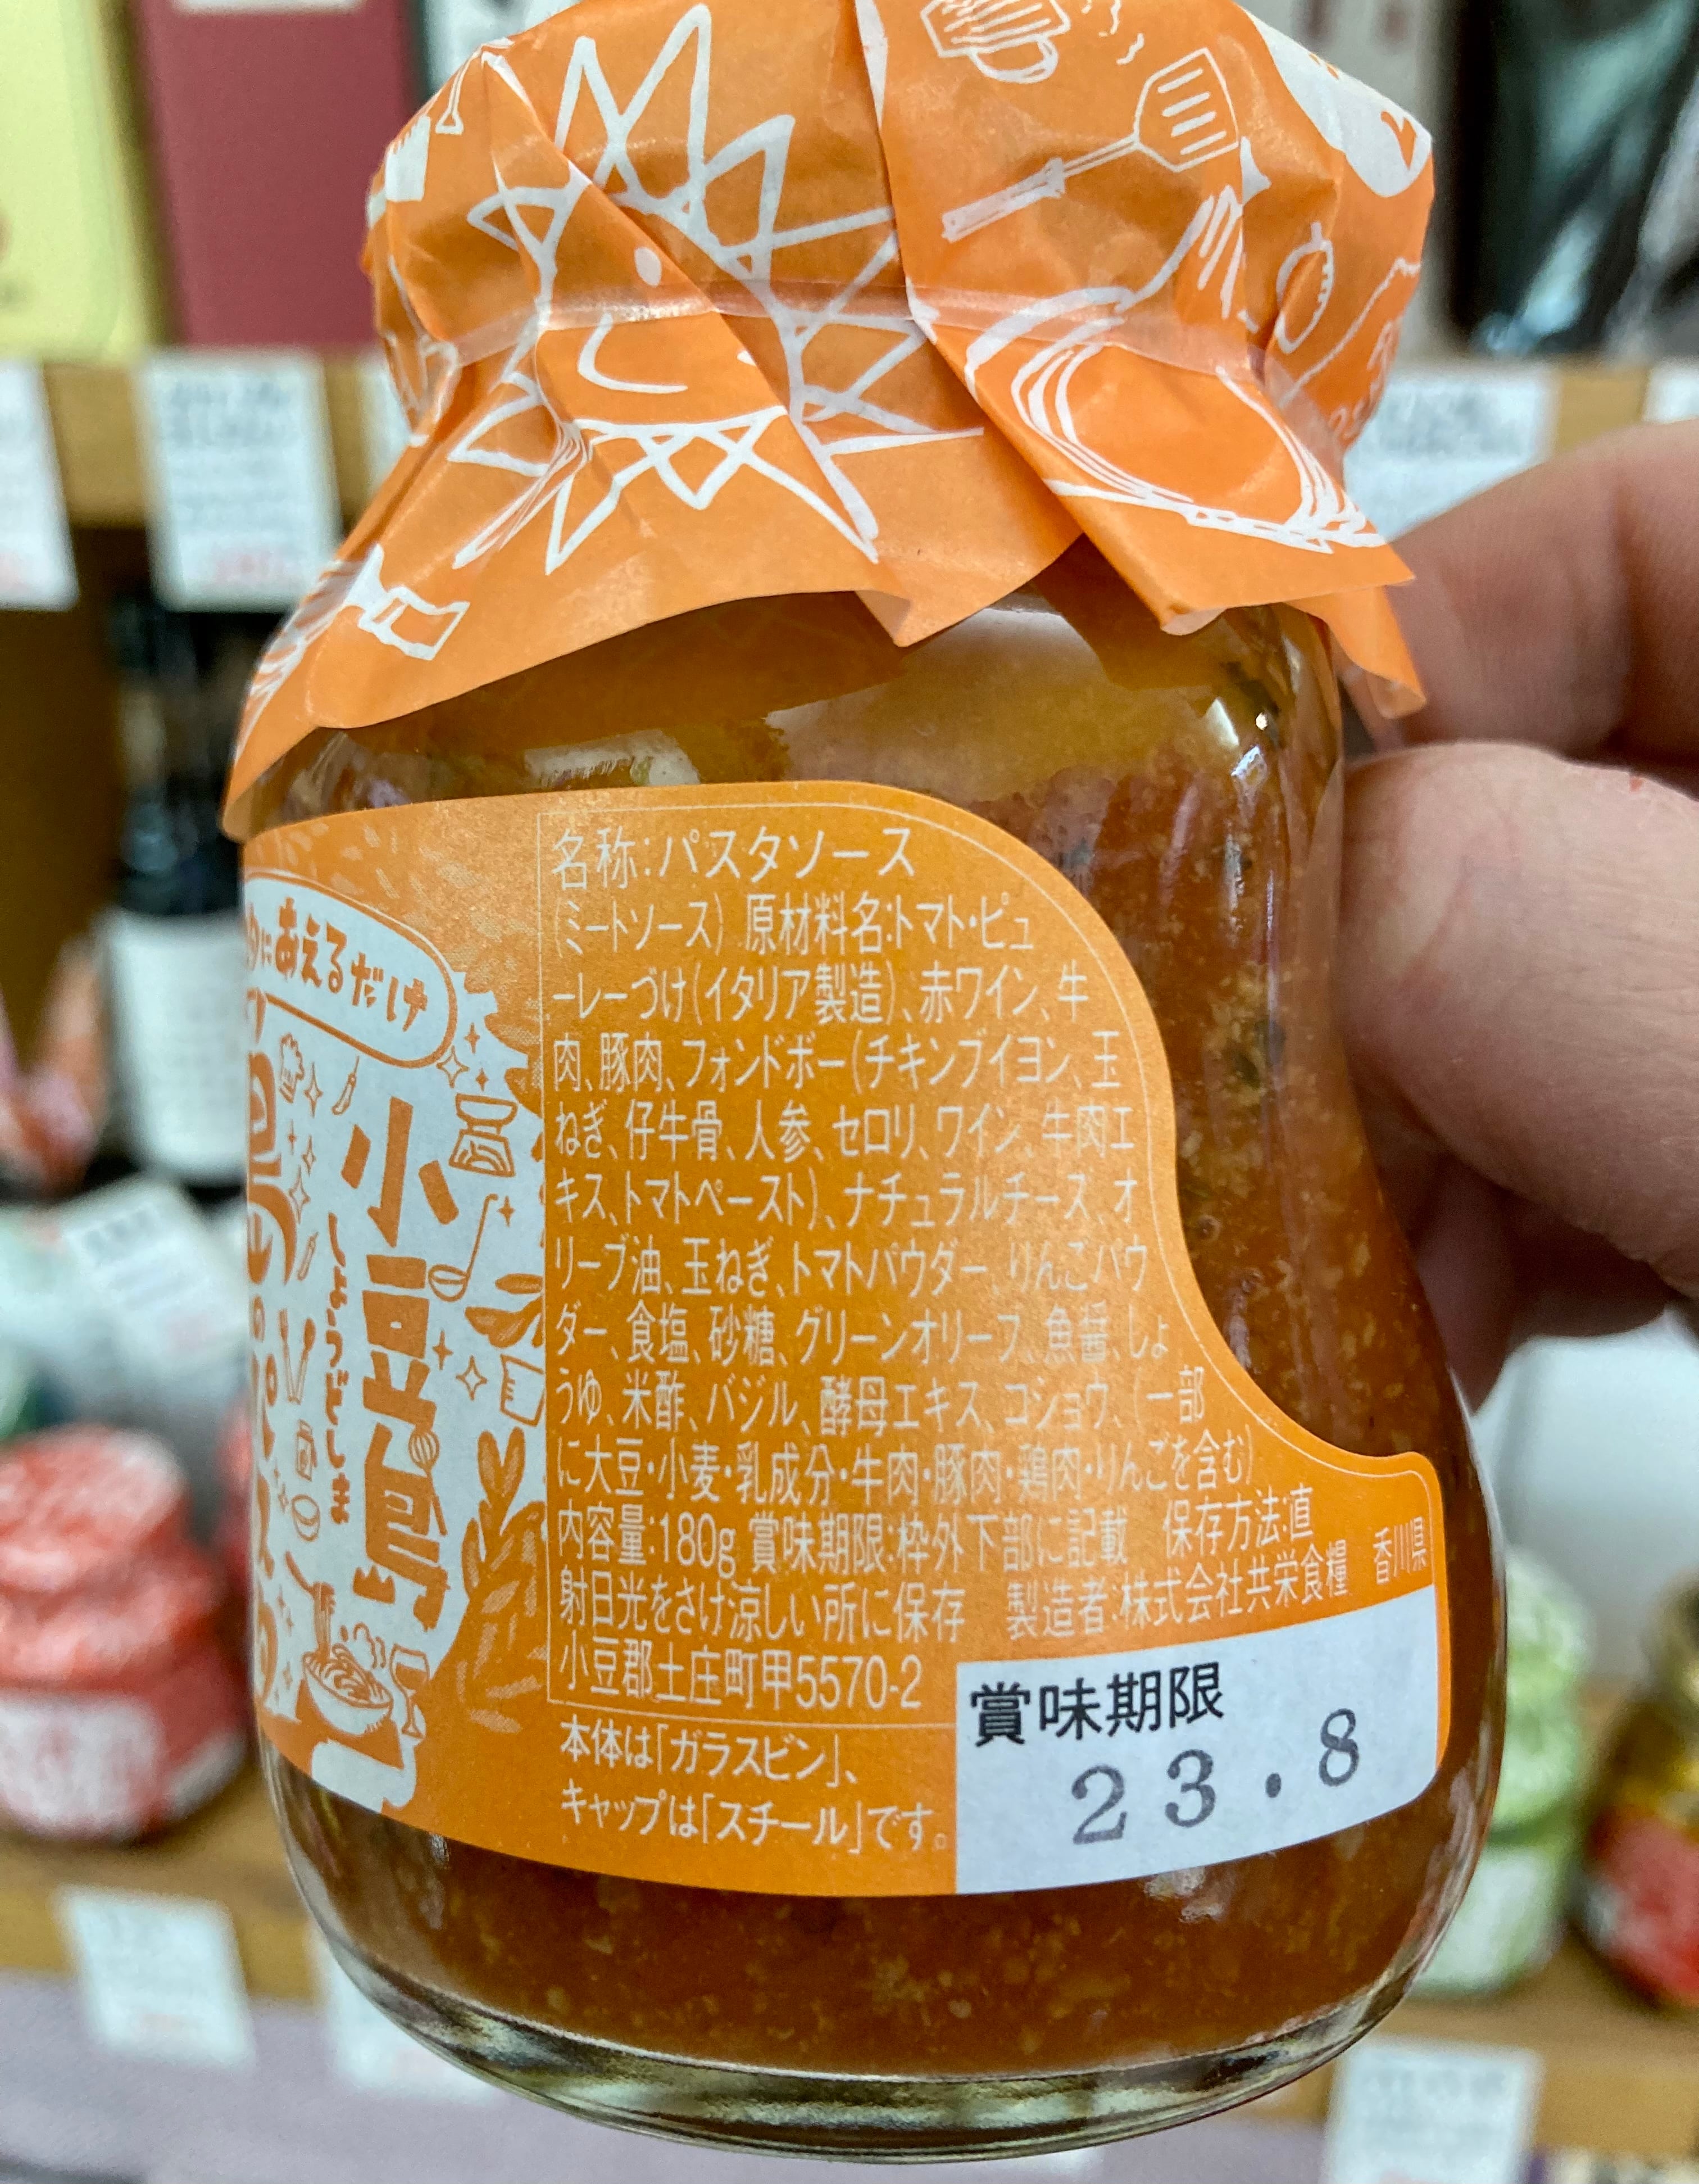 にあえるだけ
小豆島
しょうどしま
名称:パスタソース
(ミートソース) 原材料名:トマト・ピュ
ーレーづけ(イタリア製造)、赤ワイン、牛
肉、豚肉、フォンドボー(チキンブイヨン、玉
ねぎ、仔牛骨、人参、セロリ、ワイン、牛肉エ
キス、トマトペースト)、ナチュラルチーズ、オ
リーブ油、玉ねぎ、トマトパウダー、りんごパウ
ダー、食塩、砂糖、グリーンオリーブ、魚醤、しょ
うゆ、米酢、バジル、酵母エキス、コショウ、(一部
に大豆・小麦・乳成分・牛肉・豚肉・鶏肉・りんごを含む)
内容量:180g 賞味期限:枠外下部に記載 保存方法:直
射日光をさけ涼しい所に保存 製造者:株式会社共栄食糧 香川県
小豆郡土庄町甲5570-2
本体は「ガラスビン」、
キャップは「スチール」です。
賞味期限
23.8